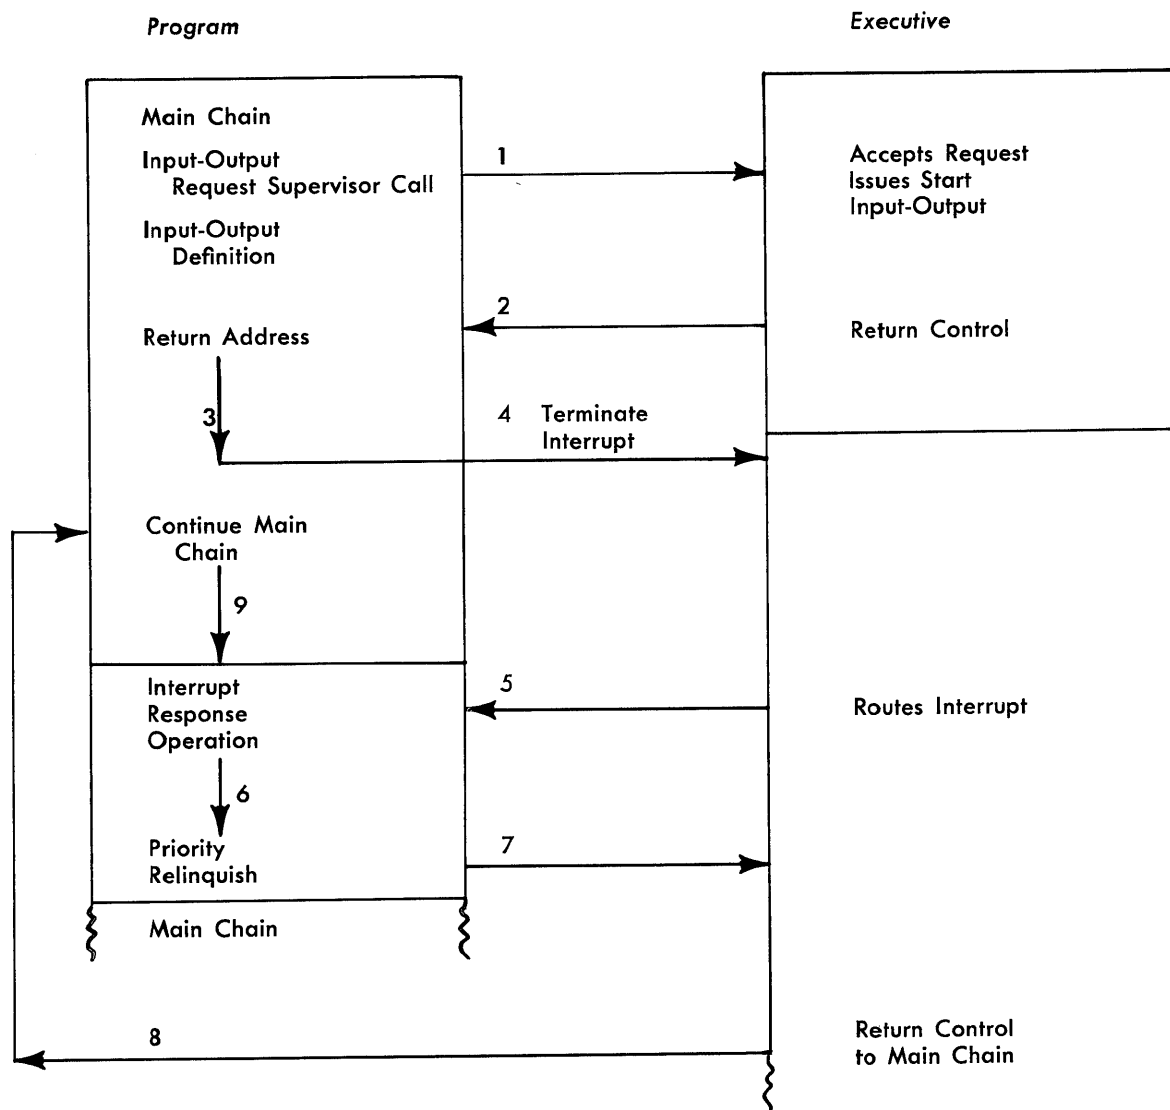 Program
Executive
Main Chain
Input-Output
Request Supervisor Call
Input-Output
Definition
1
Accepts Request
Issues Start
Input-Output
2
Return Address
Return Control
3
4 Terminate
Interrupt
Continue Main
Chain
9
Interrupt
Response
Operation
5
Routes Interrupt
6
Priority
Relinquish
7
Main Chain
8
Return Control
to Main Chain